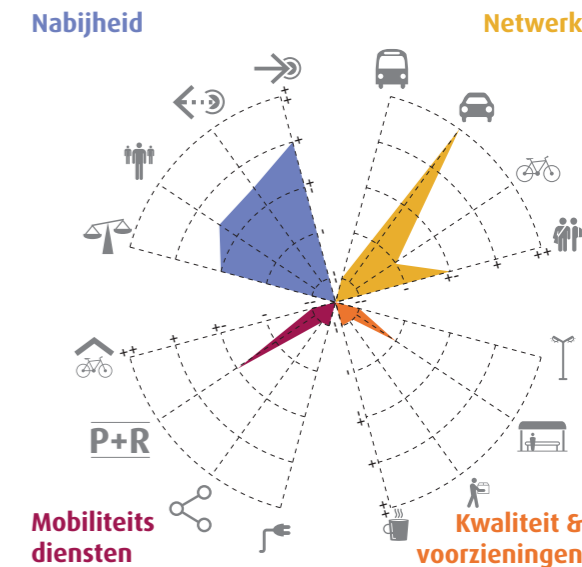 Nabijheid
Netwerk
P+R
Mobiliteits
diensten
Kwaliteit &
voorzieningen